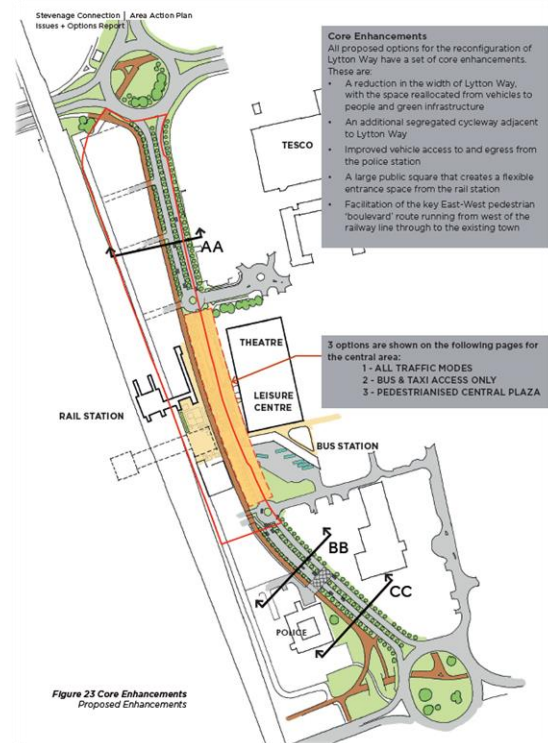 Stevenage Connection | Area Action Plan
Issues + Options Report
Core Enhancements
All proposed options for the reconfiguration of
Lytton Way have a set of core enhancements.
These are:
• A reduction in the width of Lytton Way,
with the space reallocated from vehicles to
people and green infrastructure
• An additional segregated cycleway adjacent
to Lytton Way
• Improved vehicle access to and egress from
the police station
• A large public square that creates a flexible
entrance space from the rail station
• Facilitation of the key East-West pedestrian
'boulevard' route running from west of the
railway line through to the existing town
TESCO
AA
THEATRE
LEISURE
CENTRE
3 options are shown on the following pages for
the central area:
1 - ALL TRAFFIC MODES
2 - BUS & TAXI ACCESS ONLY
3 - PEDESTRIANISED CENTRAL PLAZA
RAIL STATION
BUS STATION
BB
CC
POLICE
Figure 23 Core Enhancements
Proposed Enhancements